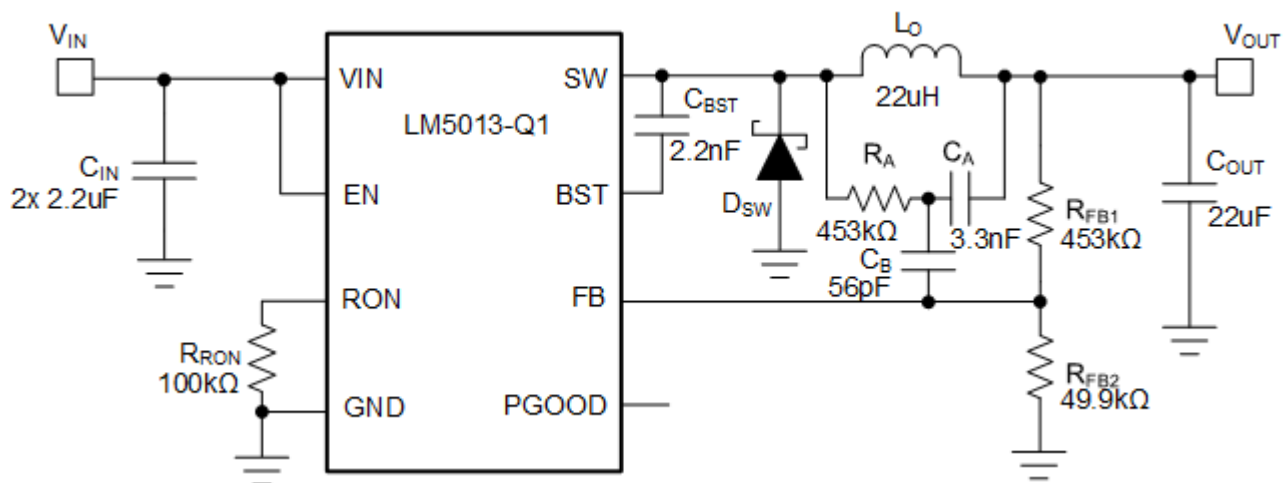 VIN
CIN
2x 2.2uF
VIN
EN
RON
GND
LM5013-Q1
SW
BST
FB
PGOOD
RRON
100kΩ
CBST
2.2nF
DSW
LO
22uH
RA
453kΩ
CA
3.3nF
CB
56pF
RFB1
453kΩ
RFB2
49.9kΩ
VOUT
COUT
22uF